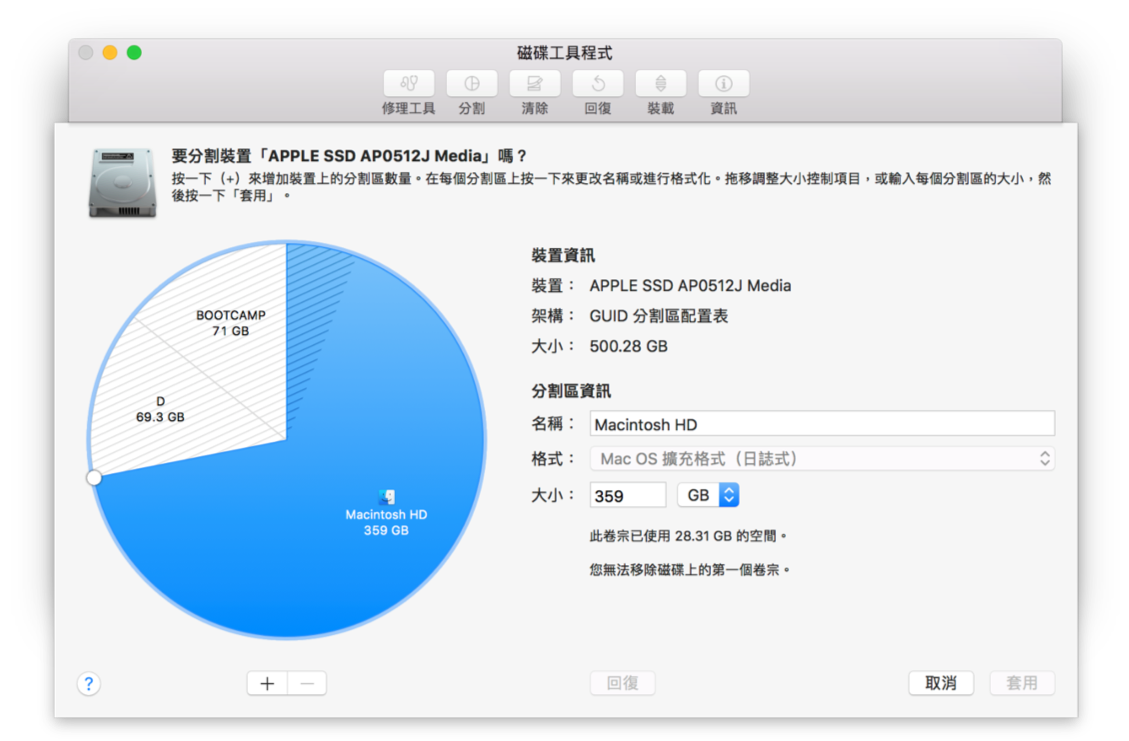 磁碟工具程式
修理工具 分割 清除 回復 裝載 資訊
要分割裝置「APPLE SSD AP0512J Media」嗎？
按一下（+）來增加裝置上的分割區數量。在每個分割區上按一下來更改名稱或進行格式化。拖移調整大小控制項目，或輸入每個分割區的大小，然
後按一下「套用」。
BOOTCAMP
71 GB
D
69.3 GB
Macintosh HD
359 GB
裝置資訊
裝置： APPLE SSD AP0512J Media
架構： GUID 分割區配置表
大小： 500.28 GB
分割區資訊
名稱： Macintosh HD
格式： Mac OS 擴充格式（日誌式）
大小： 359 GB
此卷宗已使用 28.31 GB 的空間。
您無法移除磁碟上的第一個卷宗。
? + − 回復 取消 套用